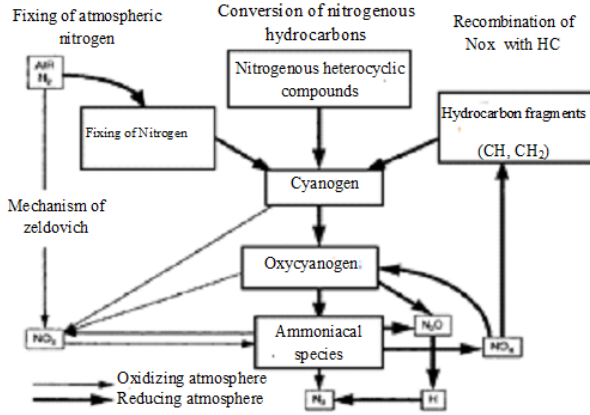 Fixing of atmospheric
nitrogen
Conversion of nitrogenous
hydrocarbons
Recombination of
Nox with HC
AIR
N₂
Nitrogenous heterocyclic
compounds
Hydrocarbon fragments
(CH, CH₂)
Fixing of Nitrogen
Cyanogen
Mechanism of
zeldovich
Oxycyanogen
N₂O
NOₓ
Ammoniacal
species
NOₓ
Oxidizing atmosphere
Reducing atmosphere
N₂
H